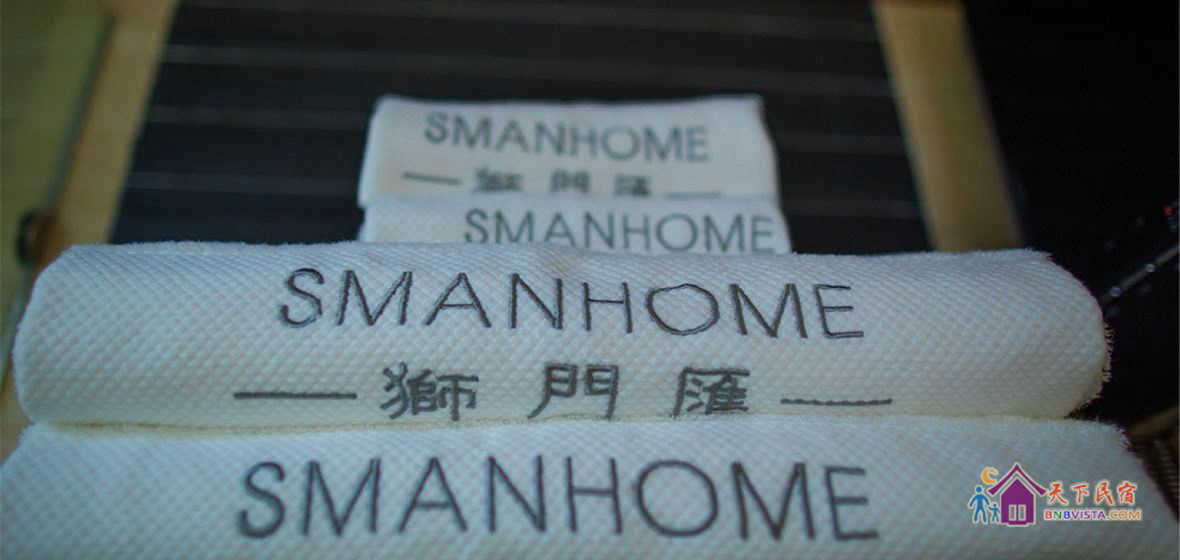 SMANHOME
獅 門 匯
SMANHOME
SMANHOME
獅 門 匯
SMANHOME
天下民宿
BNBVISTA.COM